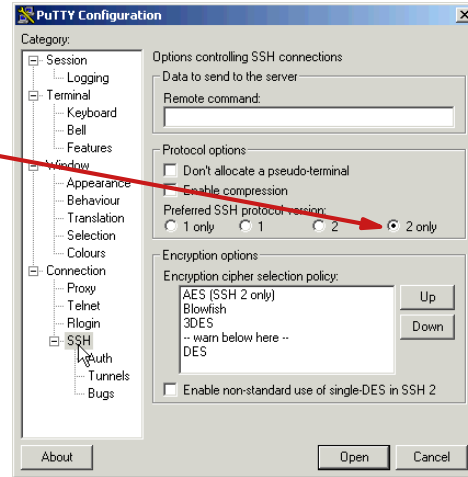 PuTTY Configuration
Category:
Session
Logging
Terminal
Keyboard
Bell
Features
Window
Appearance
Behaviour
Translation
Selection
Colours
Connection
Proxy
Telnet
Rlogin
SSH
Auth
Tunnels
Bugs
Options controlling SSH connections
Data to send to the server
Remote command:
Protocol options
Don't allocate a pseudo-terminal
Enable compression
Preferred SSH protocol version:
1 only 1 2 2 only
Encryption options
Encryption cipher selection policy:
AES (SSH 2 only)
Blowfish
3DES
-- warn below here --
DES
Up
Down
Enable non-standard use of single-DES in SSH 2
About Open Cancel